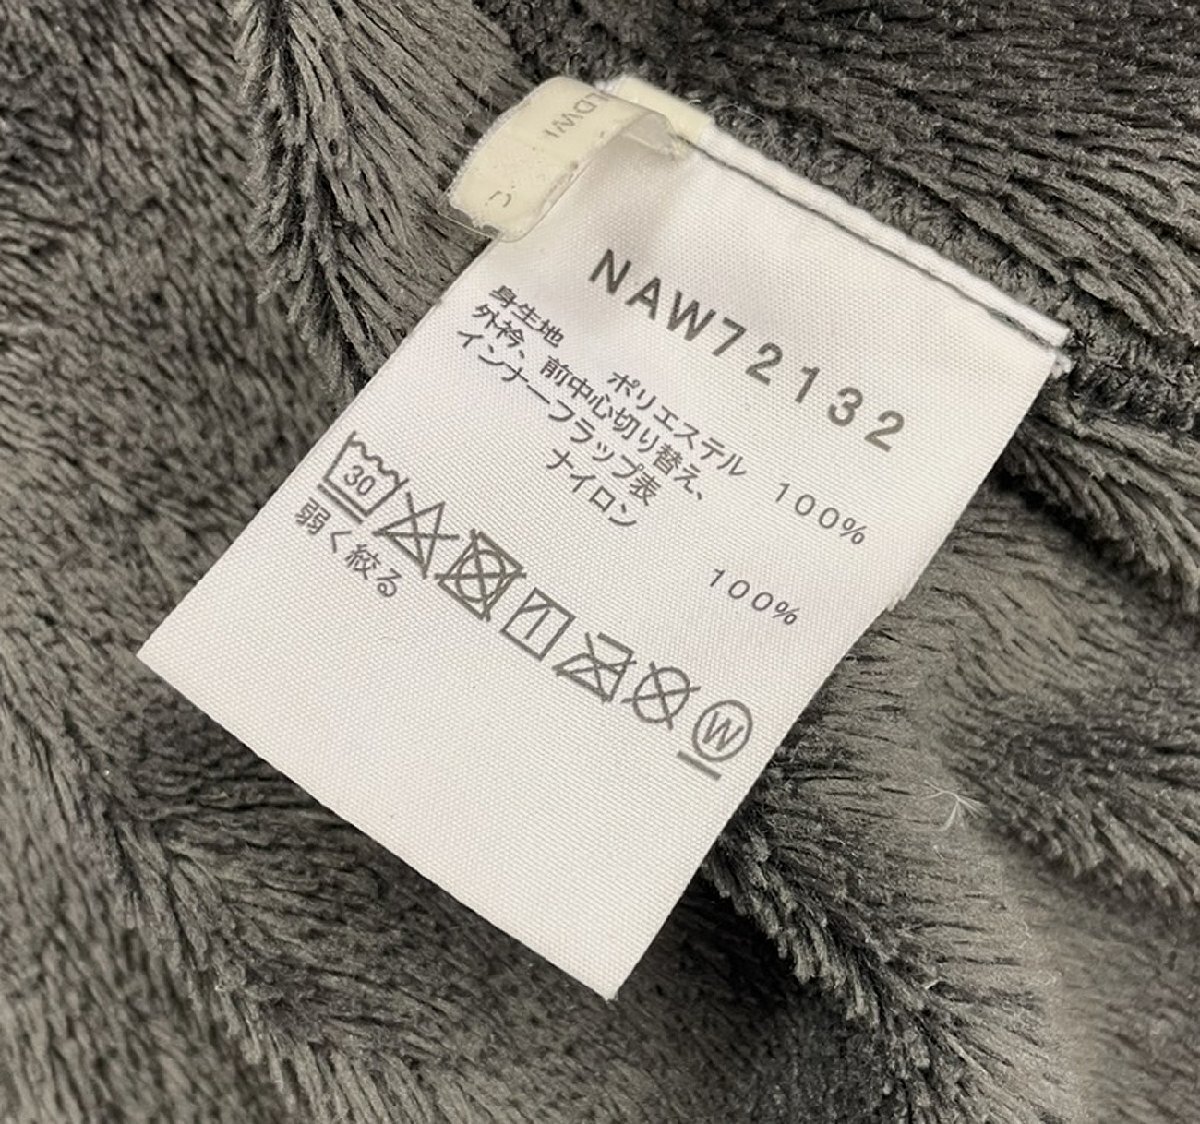 NAW72132
身生地
ポリエステル 100%
外衿、前中心切り替え、
インナーフラップ表
ナイロン 100%
30
弱く絞る
W